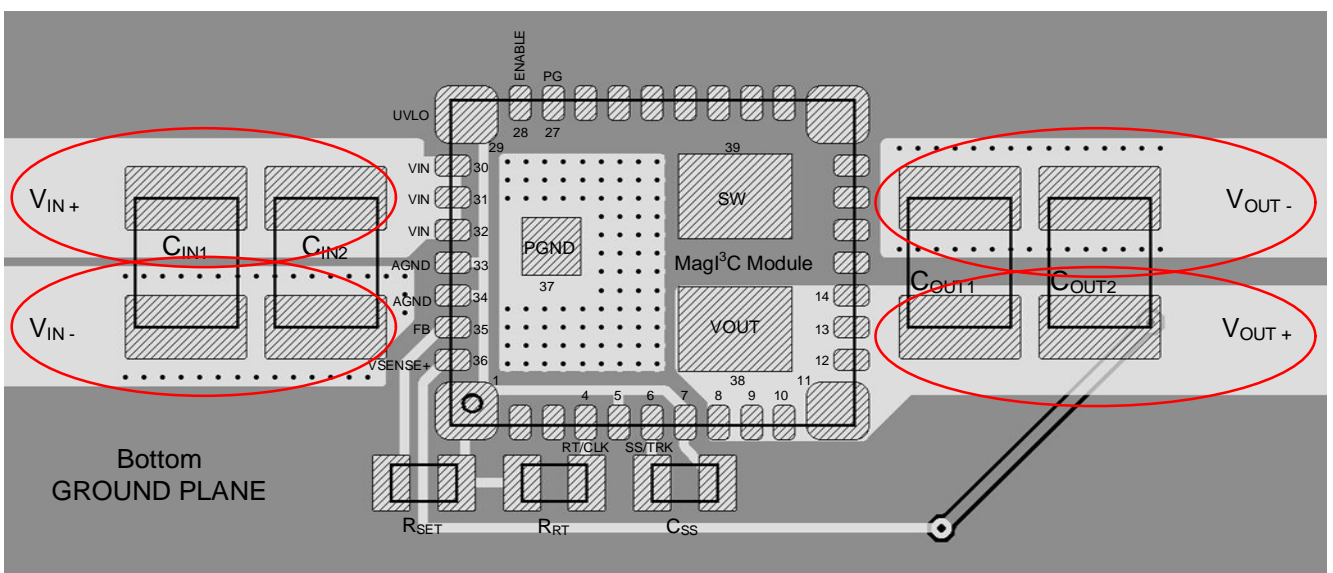 ENABLE
PG
UVLO
28
27
29
VIN
30
39
VIN
31
SW
V_IN +
V_OUT -
VIN
32
C_IN1
C_IN2
PGND
AGND
33
MagI³C Module
37
C_OUT1
C_OUT2
AGND
34
14
V_IN -
FB
35
VOUT
13
V_OUT +
VSENSE+
36
12
38
1
11
4
5
6
7
8
9
10
RT/CLK
SS/TRK
Bottom
GROUND PLANE
R_SET
R_RT
C_SS